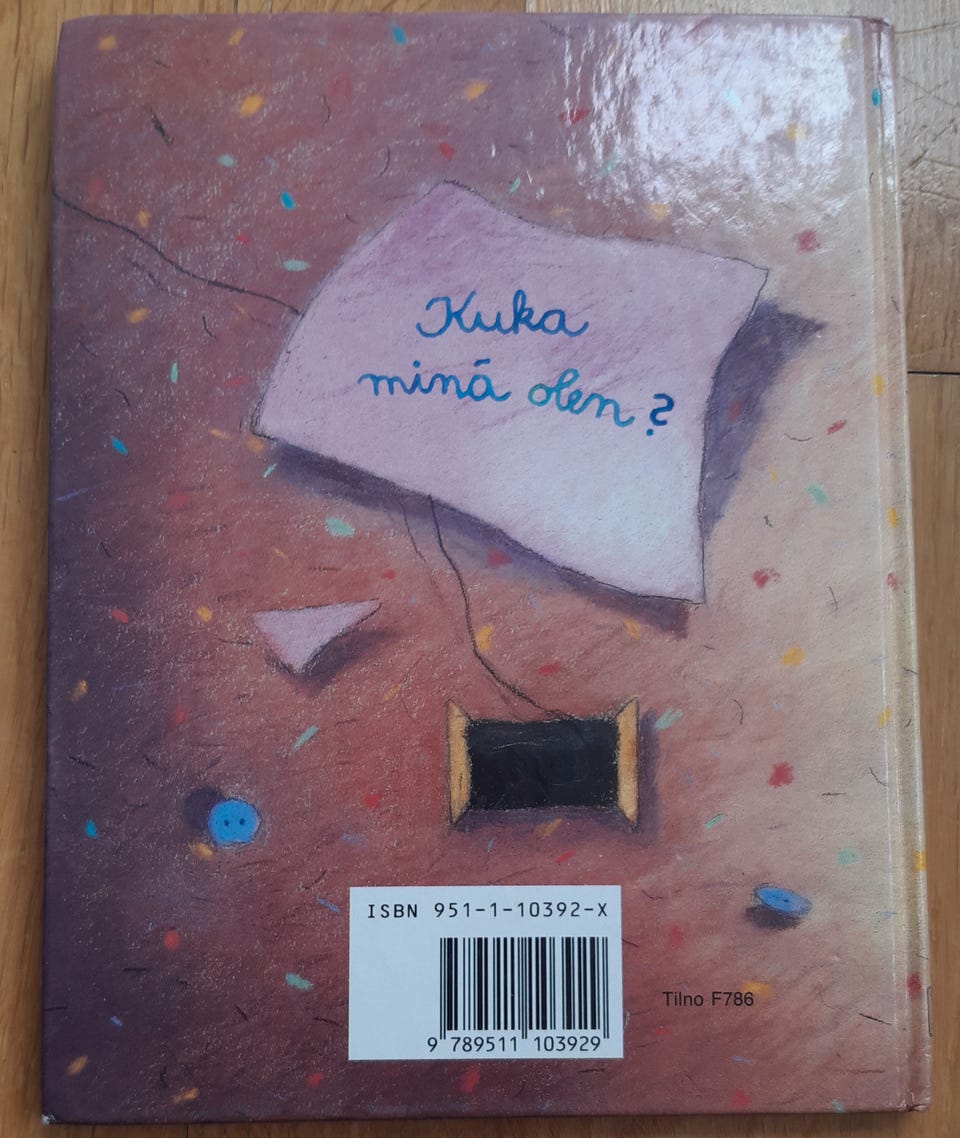 Kuka
minä olen?
ISBN 951-1-10392-X
9 789511 103929
Tilno F786